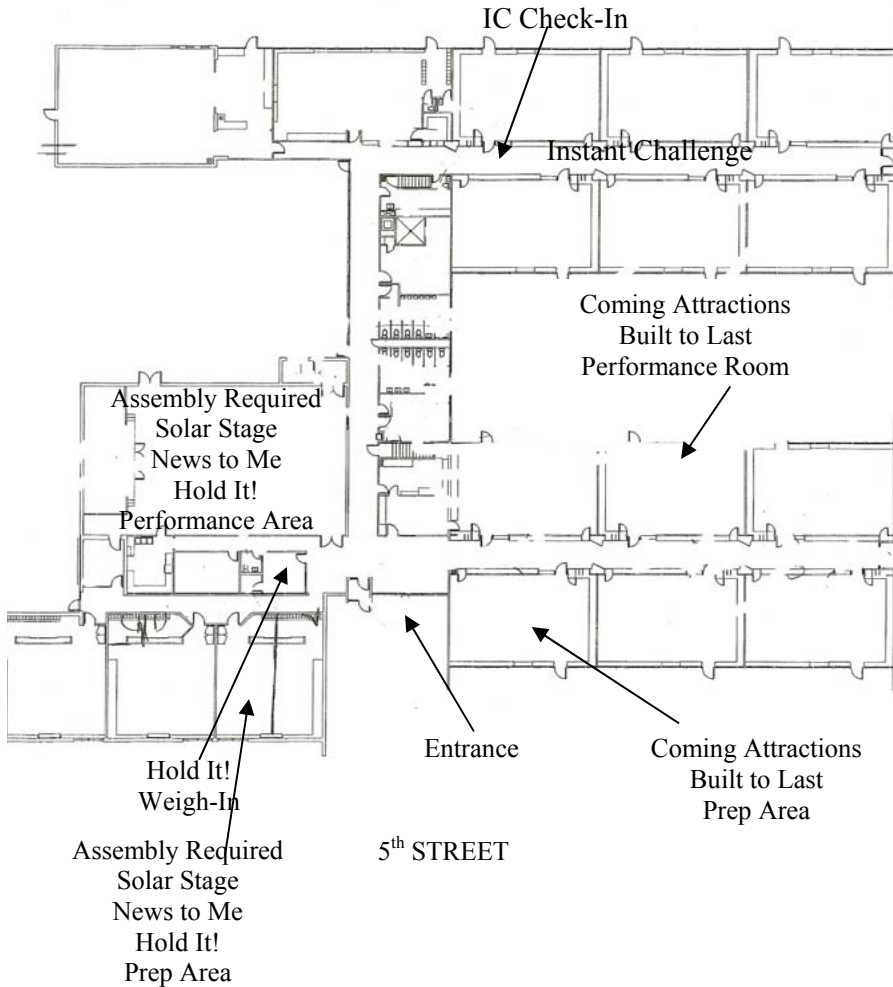 IC Check-In
Instant Challenge
Coming Attractions
Built to Last
Performance Room
Assembly Required
Solar Stage
News to Me
Hold It!
Performance Area
Entrance
Coming Attractions
Built to Last
Prep Area
Hold It!
Weigh-In
5th STREET
Assembly Required
Solar Stage
News to Me
Hold It!
Prep Area